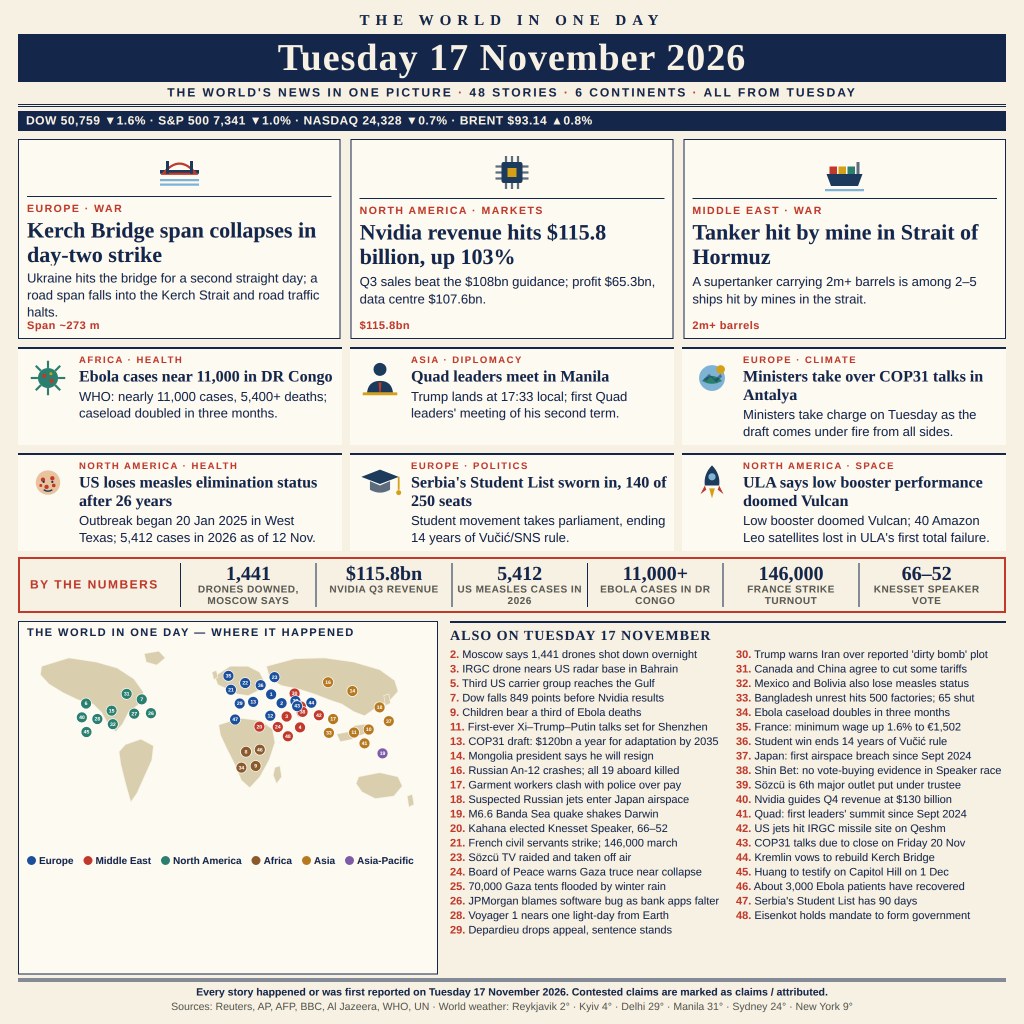 THE WORLD IN ONE DAY
Tuesday 17 November 2026
THE WORLD'S NEWS IN ONE PICTURE · 48 STORIES · 6 CONTINENTS · ALL FROM TUESDAY
DOW 50,759 ▼1.6% · S&P 500 7,341 ▼1.0% · NASDAQ 24,328 ▼0.7% · BRENT $93.14 ▲0.8%
EUROPE · WAR
Kerch Bridge span collapses in
day-two strike
Ukraine hits the bridge for a second straight day; a
road span falls into the Kerch Strait and road traffic
halts.
Span ~273 m
NORTH AMERICA · MARKETS
Nvidia revenue hits $115.8
billion, up 103%
Q3 sales beat the $108bn guidance; profit $65.3bn,
data centre $107.6bn.
$115.8bn
MIDDLE EAST · WAR
Tanker hit by mine in Strait of
Hormuz
A supertanker carrying 2m+ barrels is among 2–5
ships hit by mines in the strait.
2m+ barrels
AFRICA · HEALTH
Ebola cases near 11,000 in DR Congo
WHO: nearly 11,000 cases, 5,400+ deaths;
caseload doubled in three months.
ASIA · DIPLOMACY
Quad leaders meet in Manila
Trump lands at 17:33 local; first Quad
leaders' meeting of his second term.
EUROPE · CLIMATE
Ministers take over COP31 talks in
Antalya
Ministers take charge on Tuesday as the
draft comes under fire from all sides.
NORTH AMERICA · HEALTH
US loses measles elimination status
after 26 years
Outbreak began 20 Jan 2025 in West
Texas; 5,412 cases in 2026 as of 12 Nov.
EUROPE · POLITICS
Serbia's Student List sworn in, 140 of
250 seats
Student movement takes parliament, ending
14 years of Vučić/SNS rule.
NORTH AMERICA · SPACE
ULA says low booster performance
doomed Vulcan
Low booster doomed Vulcan; 40 Amazon
Leo satellites lost in ULA's first total failure.
BY THE NUMBERS
1,441
DRONES DOWNED,
MOSCOW SAYS
$115.8bn
NVIDIA Q3 REVENUE
5,412
US MEASLES CASES IN
2026
11,000+
EBOLA CASES IN DR
CONGO
146,000
FRANCE STRIKE
TURNOUT
66–52
KNESSET SPEAKER
VOTE
THE WORLD IN ONE DAY — WHERE IT HAPPENED
Europe
Middle East
North America
Africa
Asia
Asia-Pacific
ALSO ON TUESDAY 17 NOVEMBER
2. Moscow says 1,441 drones shot down overnight
3. IRGC drone nears US radar base in Bahrain
5. Third US carrier group reaches the Gulf
7. Dow falls 849 points before Nvidia results
9. Children bear a third of Ebola deaths
11. First-ever Xi–Trump–Putin talks set for Shenzhen
13. COP31 draft: $120bn a year for adaptation by 2035
14. Mongolia president says he will resign
16. Russian An-12 crashes; all 19 aboard killed
17. Garment workers clash with police over pay
18. Suspected Russian jets enter Japan airspace
19. M6.6 Banda Sea quake shakes Darwin
20. Kahana elected Knesset Speaker, 66–52
21. French civil servants strike; 146,000 march
23. Sözcü TV raided and taken off air
24. Board of Peace warns Gaza truce near collapse
25. 70,000 Gaza tents flooded by winter rain
26. JPMorgan blames software bug as bank apps falter
28. Voyager 1 nears one light-day from Earth
29. Depardieu drops appeal, sentence stands
30. Trump warns Iran over reported 'dirty bomb' plot
31. Canada and China agree to cut some tariffs
32. Mexico and Bolivia also lose measles status
33. Bangladesh unrest hits 500 factories; 65 shut
34. Ebola caseload doubles in three months
35. France: minimum wage up 1.6% to €1,502
36. Student win ends 14 years of Vučić rule
37. Japan: first airspace breach since Sept 2024
38. Shin Bet: no vote-buying evidence in Speaker race
39. Sözcü is 6th major outlet put under trustee
40. Nvidia guides Q4 revenue at $130 billion
41. Quad: first leaders' summit since Sept 2024
42. US jets hit IRGC missile site on Qeshm
43. COP31 talks due to close on Friday 20 Nov
44. Kremlin vows to rebuild Kerch Bridge
45. Huang to testify on Capitol Hill on 1 Dec
46. About 3,000 Ebola patients have recovered
47. Serbia's Student List has 90 days
48. Eisenkot holds mandate to form government
Every story happened or was first reported on Tuesday 17 November 2026. Contested claims are marked as claims / attributed.
Sources: Reuters, AP, AFP, BBC, Al Jazeera, WHO, UN · World weather: Reykjavik 2° · Kyiv 4° · Delhi 29° · Manila 31° · Sydney 24° · New York 9°